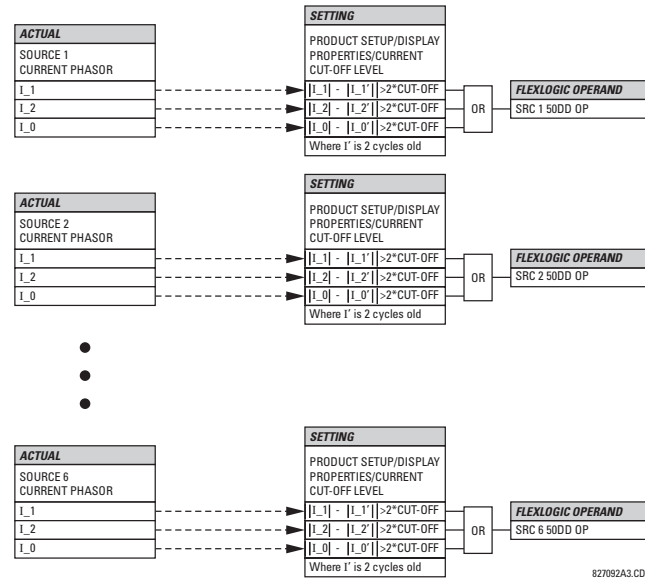 SETTING
ACTUAL
PRODUCT SETUP/DISPLAY
SOURCE 1
PROPERTIES/CURRENT
CURRENT PHASOR
CUT-OFF LEVEL
I_1
|I_1| - |I_1′||>2*CUT-OFF
FLEXLOGIC OPERAND
I_2
|I_2| - |I_2′||>2*CUT-OFF
OR
SRC 1 50DD OP
I_0
|I_0| - |I_0′||>2*CUT-OFF
Where I′ is 2 cycles old
SETTING
ACTUAL
PRODUCT SETUP/DISPLAY
SOURCE 2
PROPERTIES/CURRENT
CURRENT PHASOR
CUT-OFF LEVEL
I_1
|I_1| - |I_1′||>2*CUT-OFF
FLEXLOGIC OPERAND
I_2
|I_2| - |I_2′||>2*CUT-OFF
OR
SRC 2 50DD OP
I_0
|I_0| - |I_0′||>2*CUT-OFF
Where I′ is 2 cycles old
SETTING
ACTUAL
PRODUCT SETUP/DISPLAY
SOURCE 6
PROPERTIES/CURRENT
CURRENT PHASOR
CUT-OFF LEVEL
I_1
|I_1| - |I_1′||>2*CUT-OFF
FLEXLOGIC OPERAND
I_2
|I_2| - |I_2′||>2*CUT-OFF
OR
SRC 6 50DD OP
I_0
|I_0| - |I_0′||>2*CUT-OFF
Where I′ is 2 cycles old
827092A3.CD